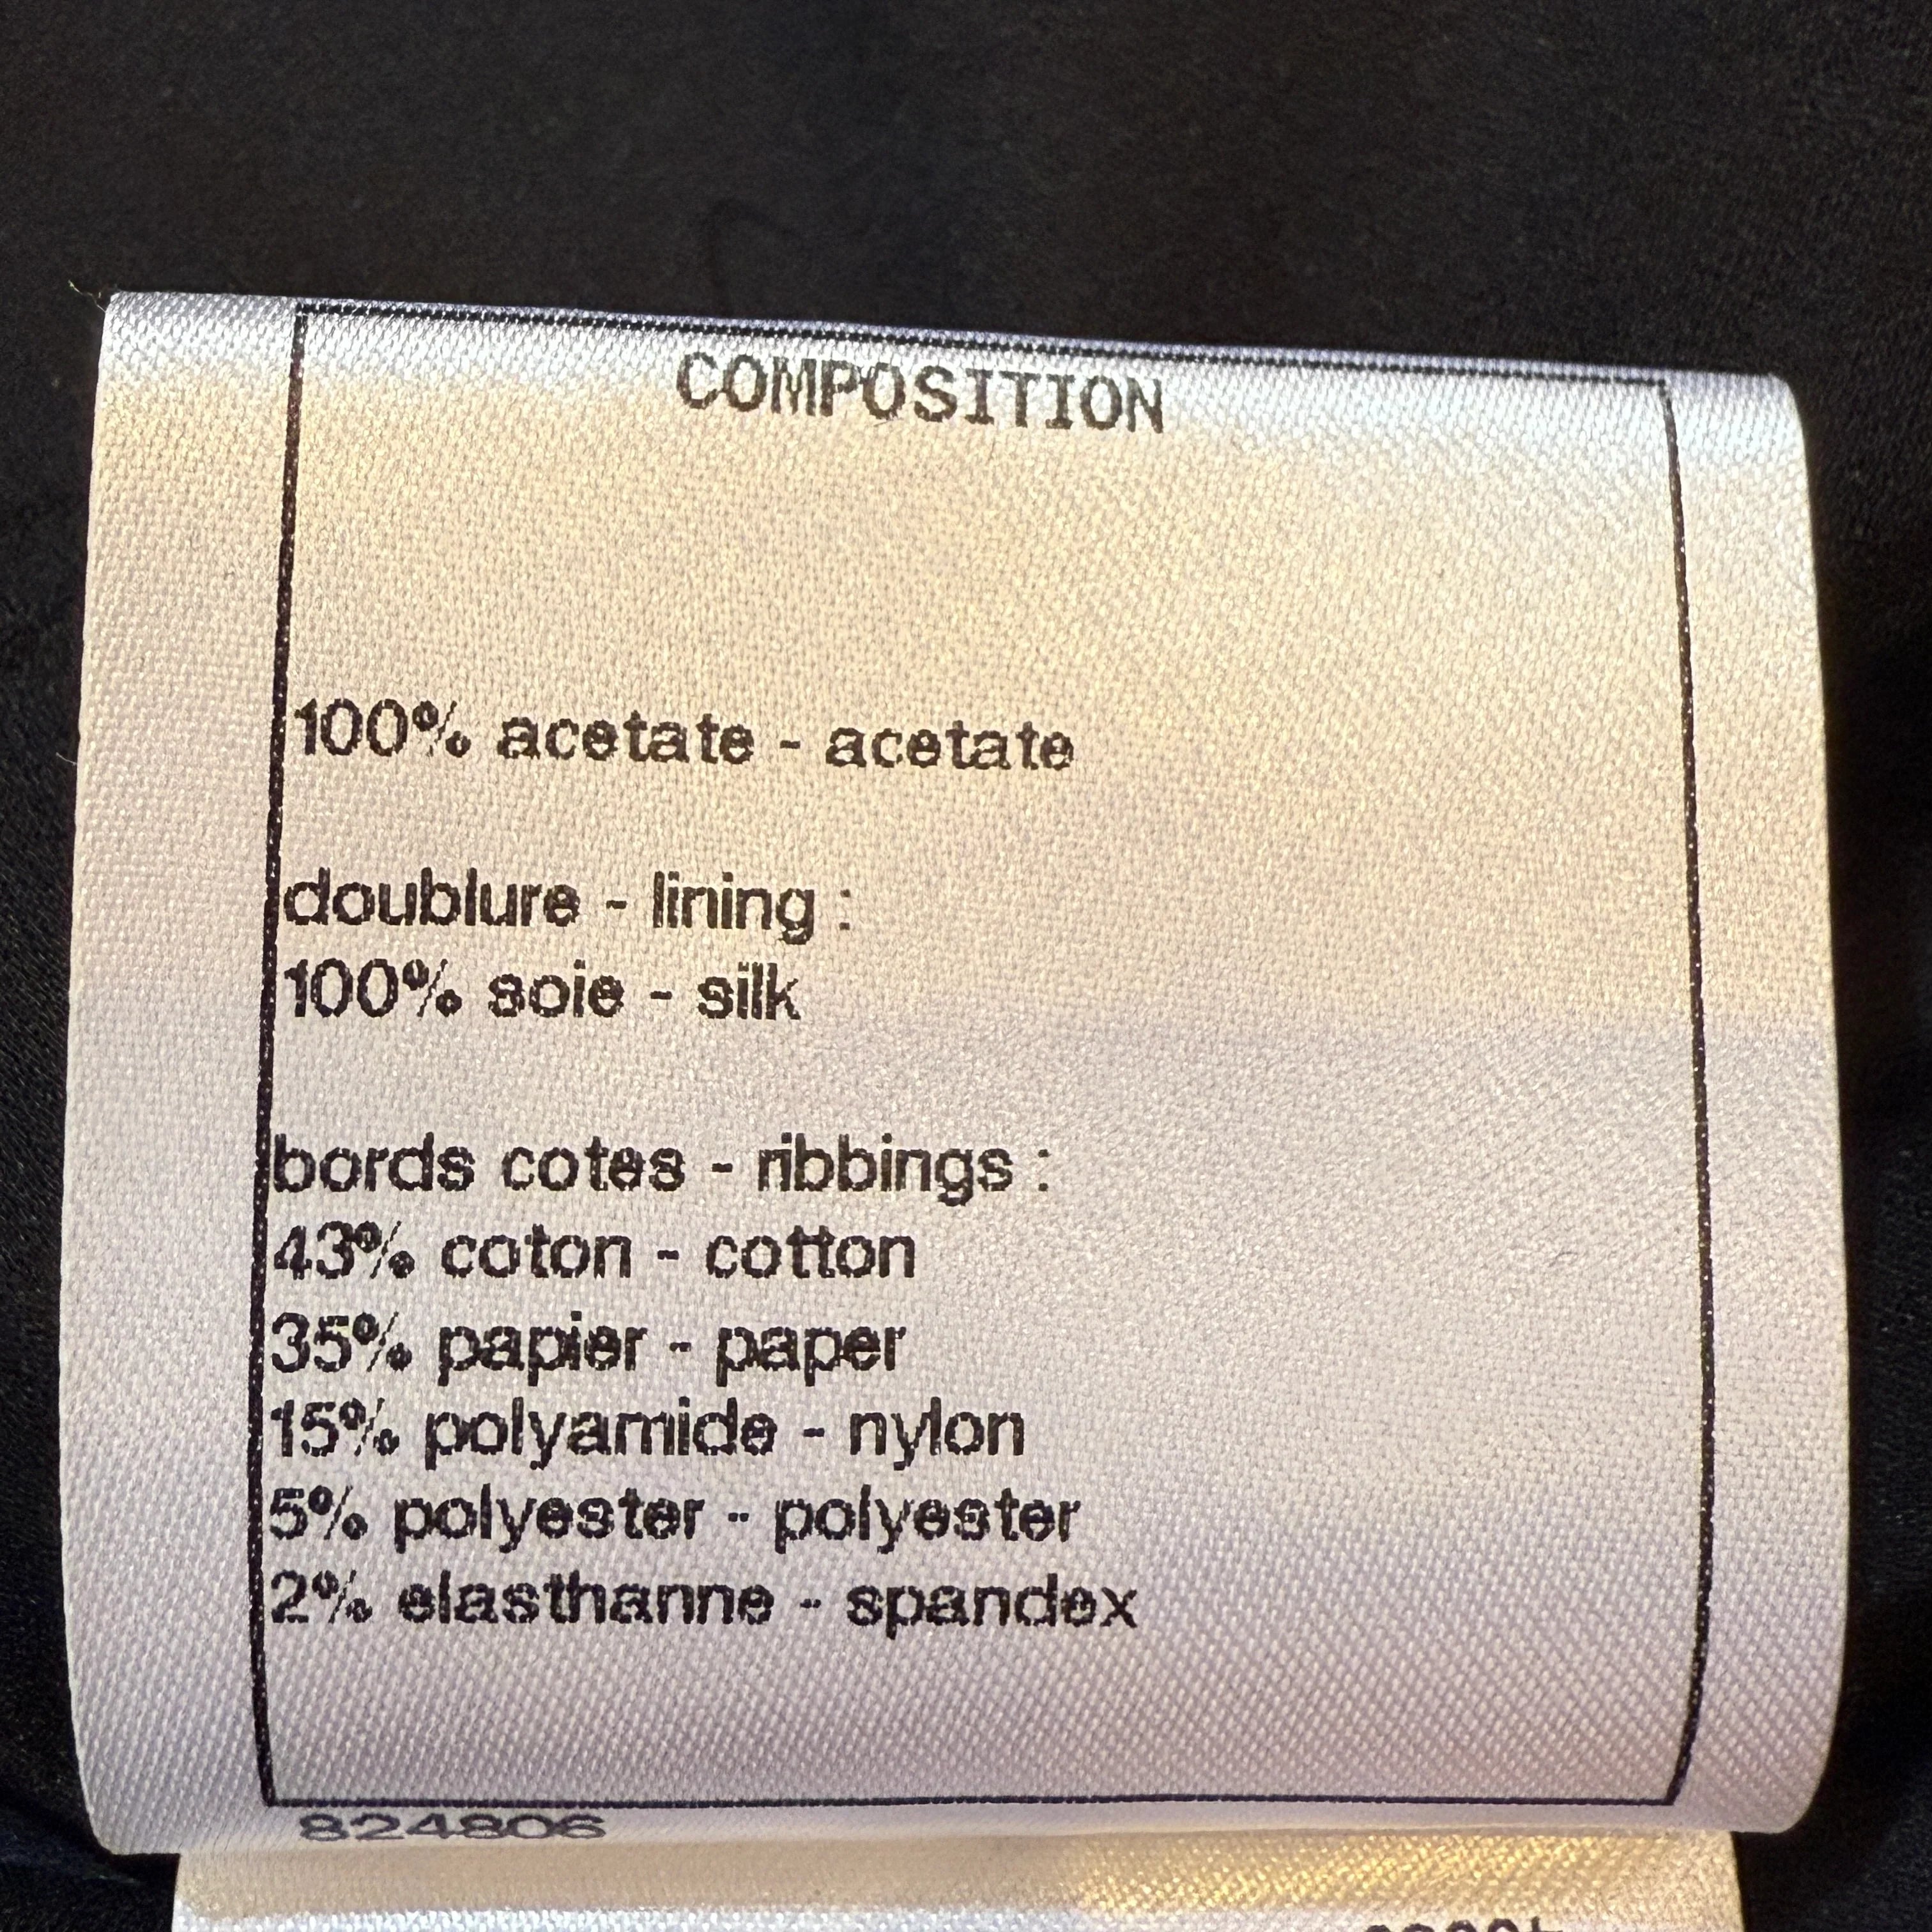 COMPOSITION
100% acetate - acetate
doublure - lining :
100% soie - silk
bords cotes - ribbings :
43% coton - cotton
35% papier - paper
15% polyamide - nylon
5% polyester - polyester
2% elasthanne - spandex
824806